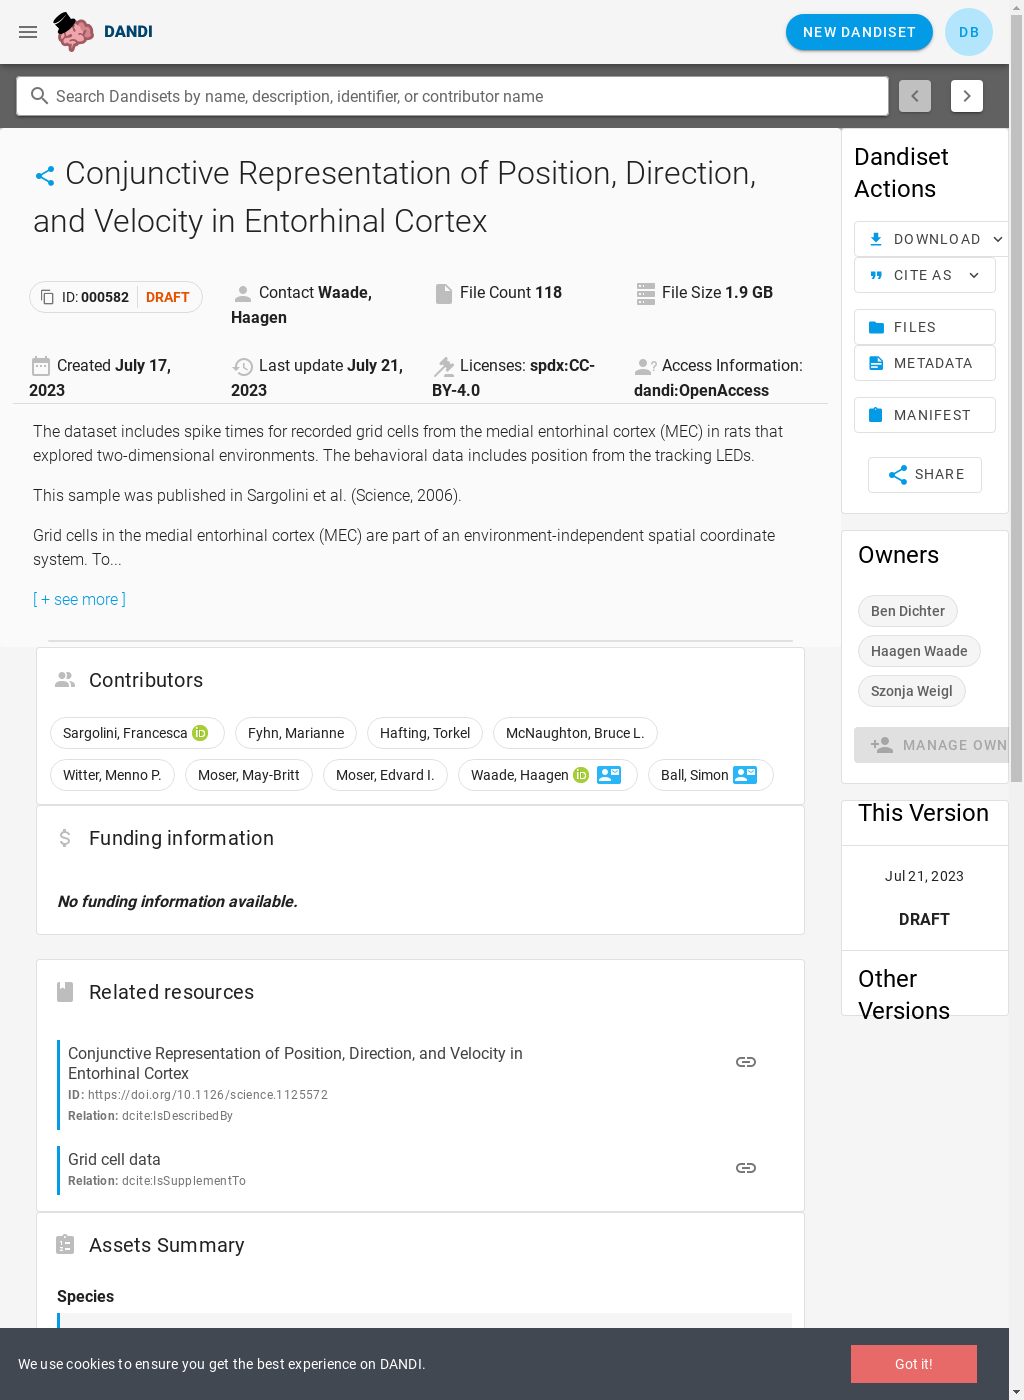 DANDI
NEW DANDISET
DB
Search Dandisets by name, description, identifier, or contributor name
Conjunctive Representation of Position, Direction,
and Velocity in Entorhinal Cortex
ID: 000582 DRAFT
Contact Waade,
Haagen
File Count 118
File Size 1.9 GB
Created July 17,
2023
Last update July 21,
2023
Licenses: spdx:CC-
BY-4.0
Access Information:
dandi:OpenAccess
The dataset includes spike times for recorded grid cells from the medial entorhinal cortex (MEC) in rats that
explored two-dimensional environments. The behavioral data includes position from the tracking LEDs.
This sample was published in Sargolini et al. (Science, 2006).
Grid cells in the medial entorhinal cortex (MEC) are part of an environment-independent spatial coordinate
system. To...
[ + see more ]
Contributors
Sargolini, Francesca iD
Fyhn, Marianne
Hafting, Torkel
McNaughton, Bruce L.
Witter, Menno P.
Moser, May-Britt
Moser, Edvard I.
Waade, Haagen iD
Ball, Simon
Funding information
No funding information available.
Related resources
Conjunctive Representation of Position, Direction, and Velocity in
Entorhinal Cortex
ID: https://doi.org/10.1126/science.1125572
Relation: dcite:IsDescribedBy
Grid cell data
Relation: dcite:IsSupplementTo
Assets Summary
Species
Dandiset
Actions
DOWNLOAD
CITE AS
FILES
METADATA
MANIFEST
SHARE
Owners
Ben Dichter
Haagen Waade
Szonja Weigl
MANAGE OWN
This Version
Jul 21, 2023
DRAFT
Other
Versions
We use cookies to ensure you get the best experience on DANDI.
Got it!